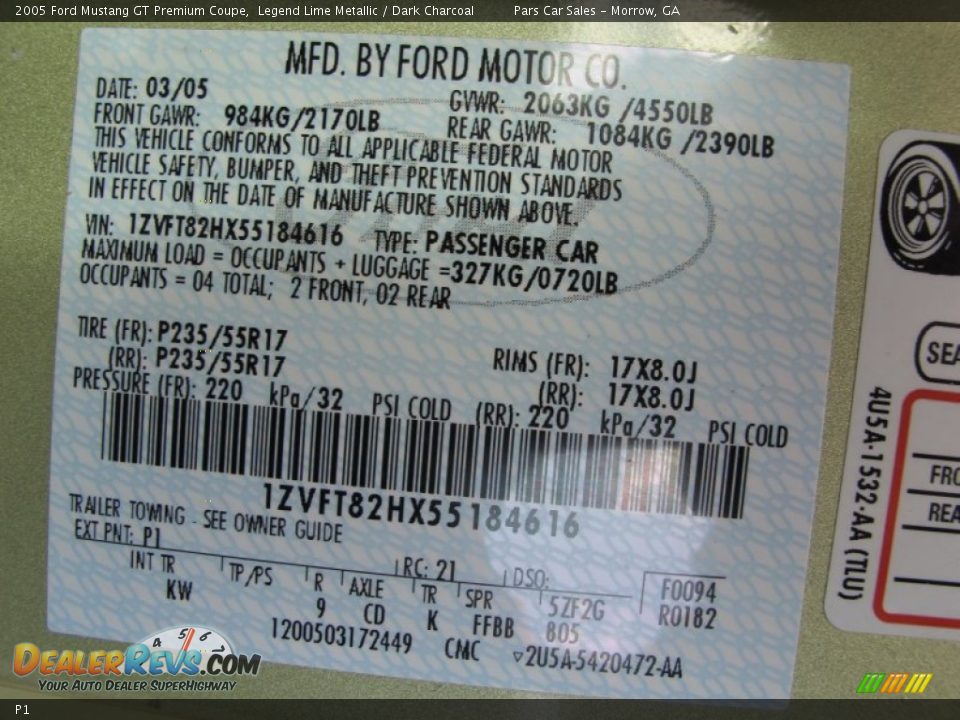 2005 Ford Mustang GT Premium Coupe,  Legend Lime Metallic / Dark Charcoal          Pars Car Sales - Morrow, GA
MFD. BY FORD MOTOR CO.
DATE: 03/05          GVWR: 2063KG /4550LB
FRONT GAWR: 984KG/2170LB          REAR GAWR: 1084KG /2390LB
THIS VEHICLE CONFORMS TO ALL APPLICABLE FEDERAL MOTOR
VEHICLE SAFETY, BUMPER, AND THEFT PREVENTION STANDARDS
IN EFFECT ON THE DATE OF MANUFACTURE SHOWN ABOVE.
VIN: 1ZVFT82HX55184616   TYPE: PASSENGER CAR
MAXIMUM LOAD = OCCUPANTS + LUGGAGE =327KG/0720LB
OCCUPANTS = 04 TOTAL; 2 FRONT, 02 REAR
TIRE (FR): P235/55R17          RIMS (FR): 17X8.0J
(RR): P235/55R17          (RR): 17X8.0J
PRESSURE (FR): 220 kPa/32 PSI COLD (RR): 220 kPa/32 PSI COLD
1ZVFT82HX55184616
TRAILER TOWING - SEE OWNER GUIDE
EXT PNT: P1          RC: 21          DSO:          F0094
INT TR   TP/PS   R   AXLE   TR   SPR   5ZF2G   R0182
KW   9   CD   K   FFBB   805
1200503172449   CMC   ▿2U5A-5420472-AA
SEA
FRO
REA
4U5A-1532-AA (TLU)
4 5 6
DEALERREVS.COM
YOUR AUTO DEALER SUPERHIGHWAY
P1